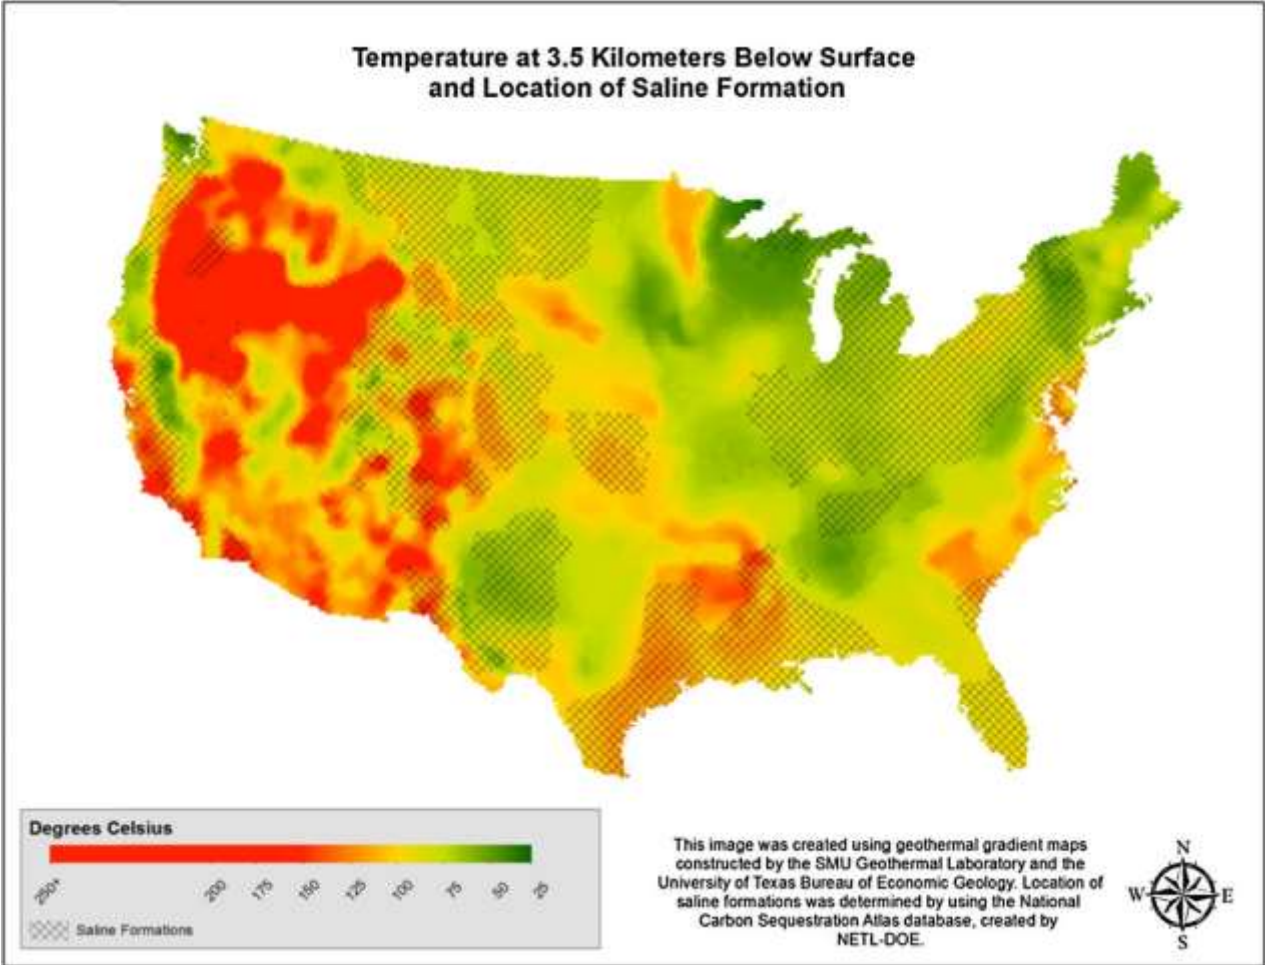 Temperature at 3.5 Kilometers Below Surface
and Location of Saline Formation
Degrees Celsius
250+ 200 175 150 125 100 75 50 25
Saline Formations
This image was created using geothermal gradient maps
constructed by the SMU Geothermal Laboratory and the
University of Texas Bureau of Economic Geology. Location of
saline formations was determined by using the National
Carbon Sequestration Atlas database, created by
NETL-DOE.
N
W E
S